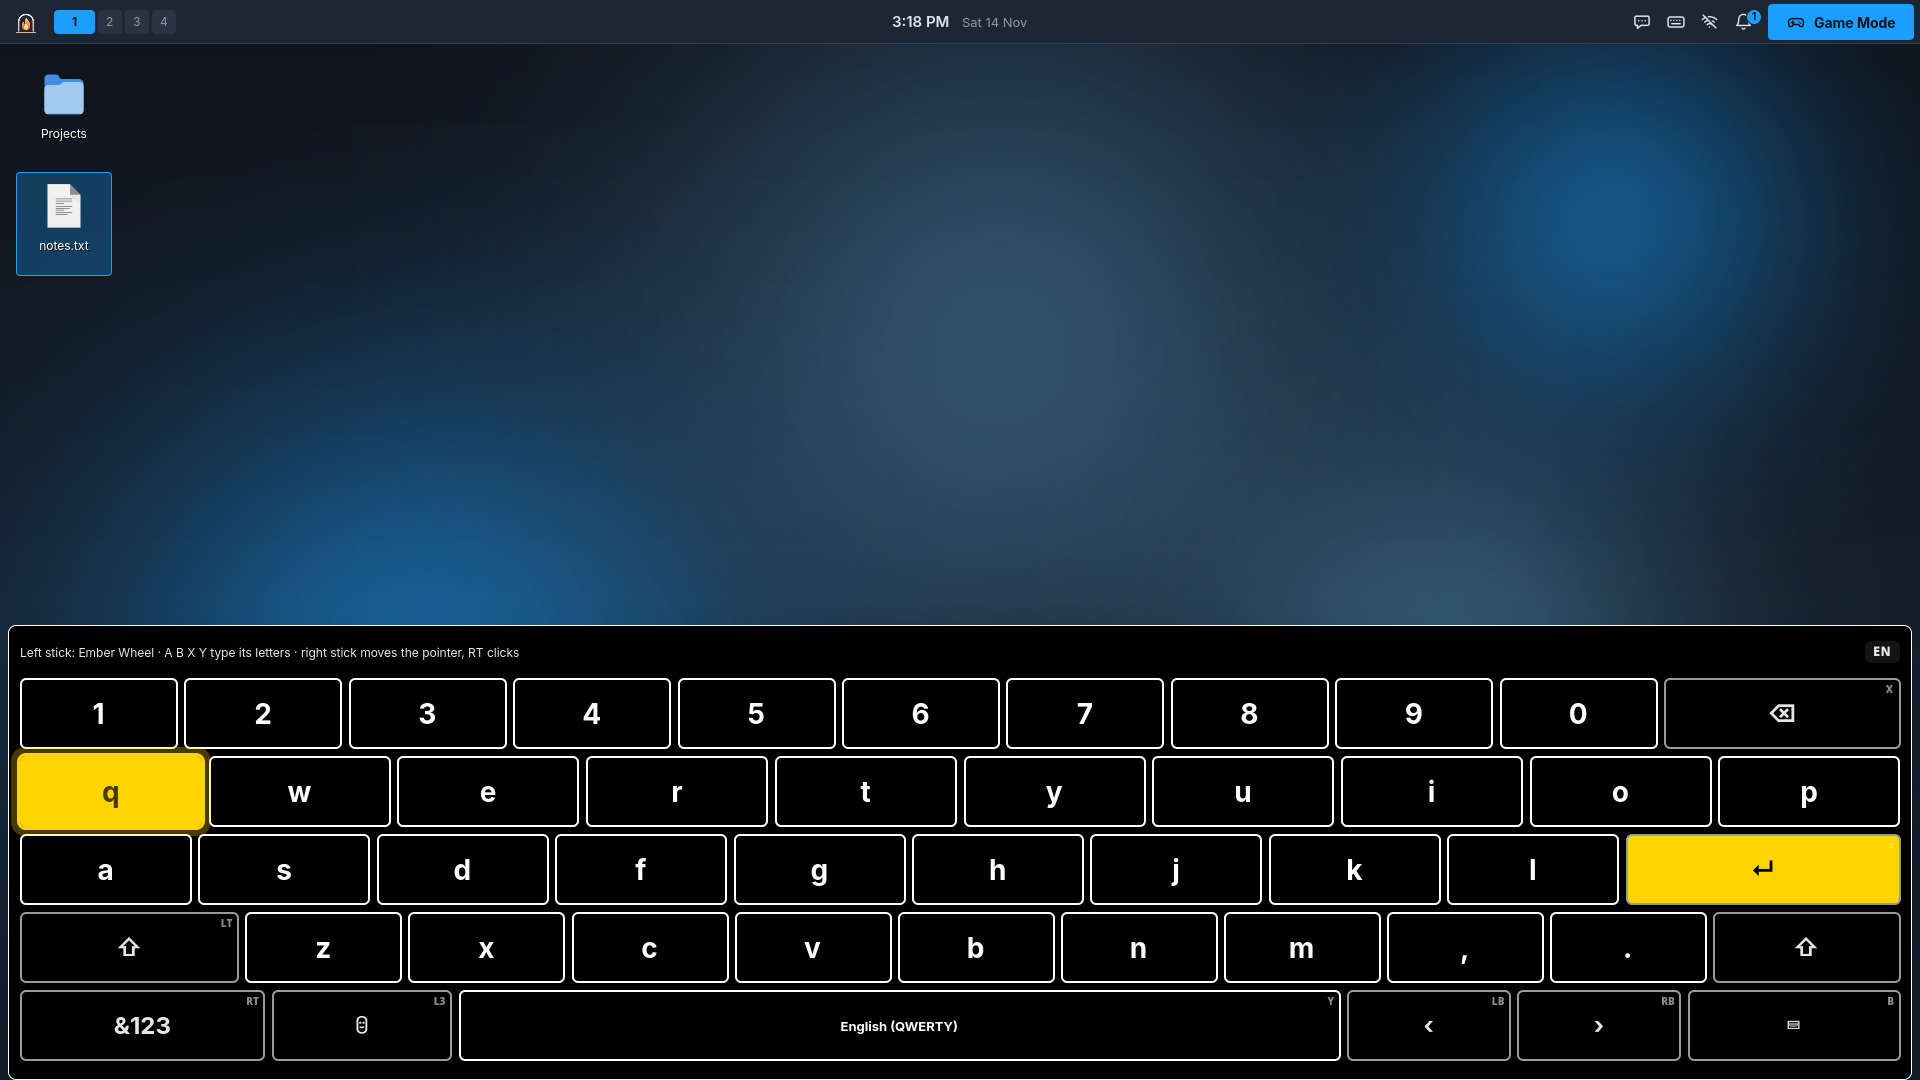 1 2 3 4 3:18 PM Sat 14 Nov 1 Game Mode
Projects
notes.txt
Left stick: Ember Wheel · A B X Y type its letters · right stick moves the pointer, RT clicks EN
1 2 3 4 5 6 7 8 9 0 X
q w e r t y u i o p
a s d f g h j k l
LT z x c v b n m , .
&123 RT L3 English (QWERTY) Y ‹ LB › RB B